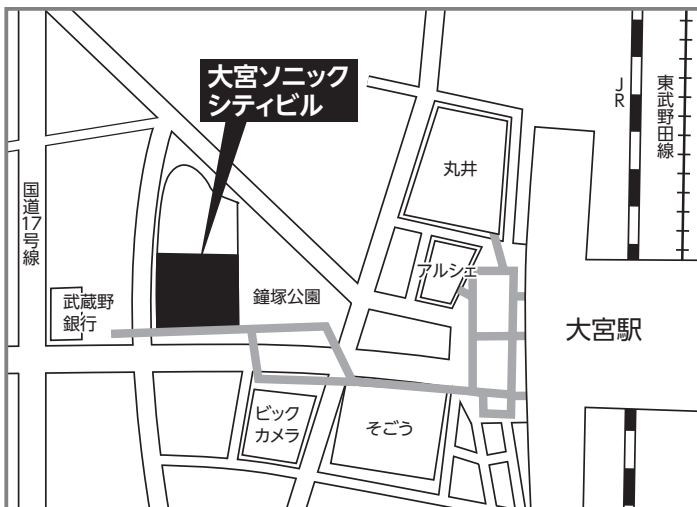 大宮ソニック
シティビル
JR
東武野田線
丸井
国道17号線
アルシェ
武蔵野
銀行
鐘塚公園
大宮駅
ビック
カメラ
そごう